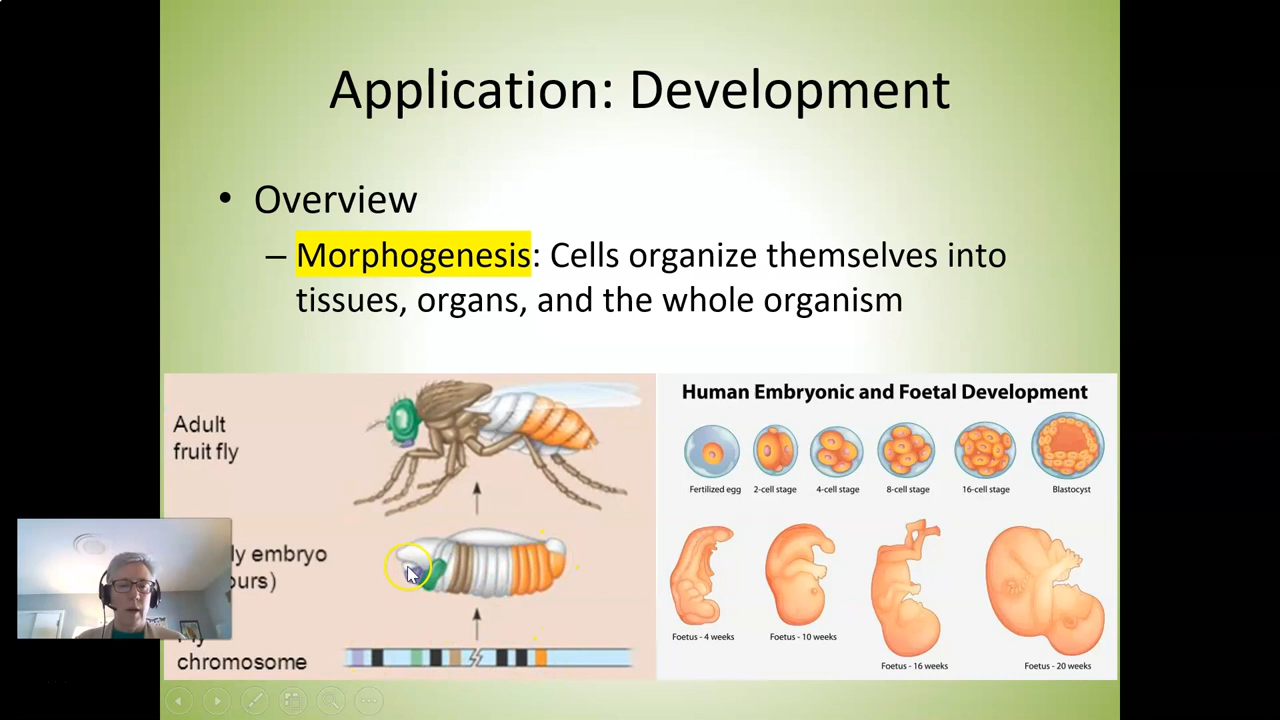 Application: Development
• Overview
– Morphogenesis: Cells organize themselves into
tissues, organs, and the whole organism
Adult
fruit fly
embryo
chromosome
Human Embryonic and Foetal Development
Fertilized egg
2-cell stage
4-cell stage
8-cell stage
16-cell stage
Blastocyst
Foetus - 4 weeks
Foetus - 10 weeks
Foetus - 16 weeks
Foetus - 20 weeks